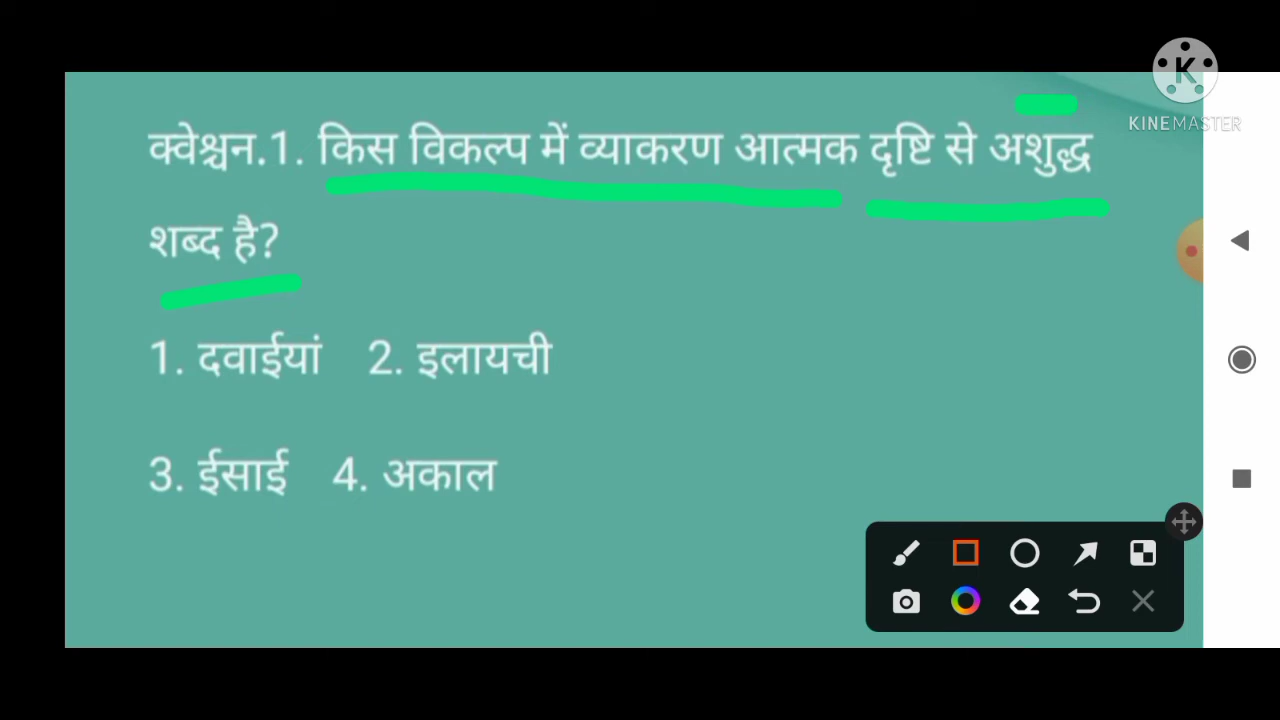 KINEMASTER
क्वेश्चन.1. किस विकल्प में व्याकरण आत्मक दृष्टि से अशुद्ध
शब्द है?
1. दवाईयां 2. इलायची
3. ईसाई 4. अकाल